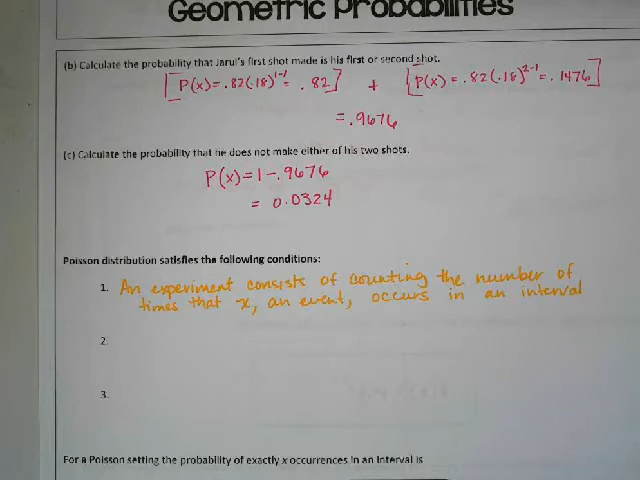 Geometric Probabilities
(b) Calculate the probability that Jarul's first shot made is his first or second shot.
[P(x)=.82(.18)¹⁻¹= .82] + [P(x)=.82(.18)²⁻¹=.1476]
=.9676
(c) Calculate the probability that he does not make either of his two shots.
P(x)=1-.9676
= 0.0324
Poisson distribution satisfies the following conditions:
1. An experiment consists of counting the number of
times that x, an event, occurs in an interval
2.
3.
For a Poisson setting the probability of exactly x occurrences in an interval is